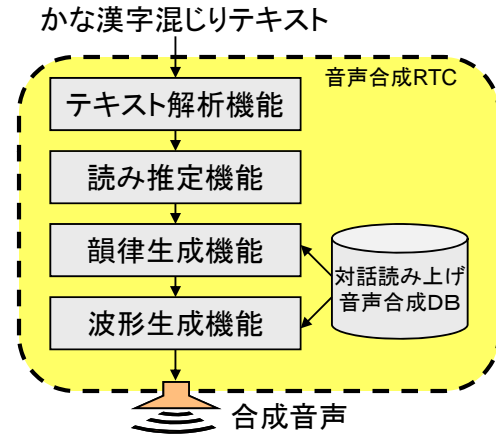 かな漢字混じりテキスト
音声合成RTC
テキスト解析機能
読み推定機能
韻律生成機能
対話読み上げ
音声合成DB
波形生成機能
合成音声